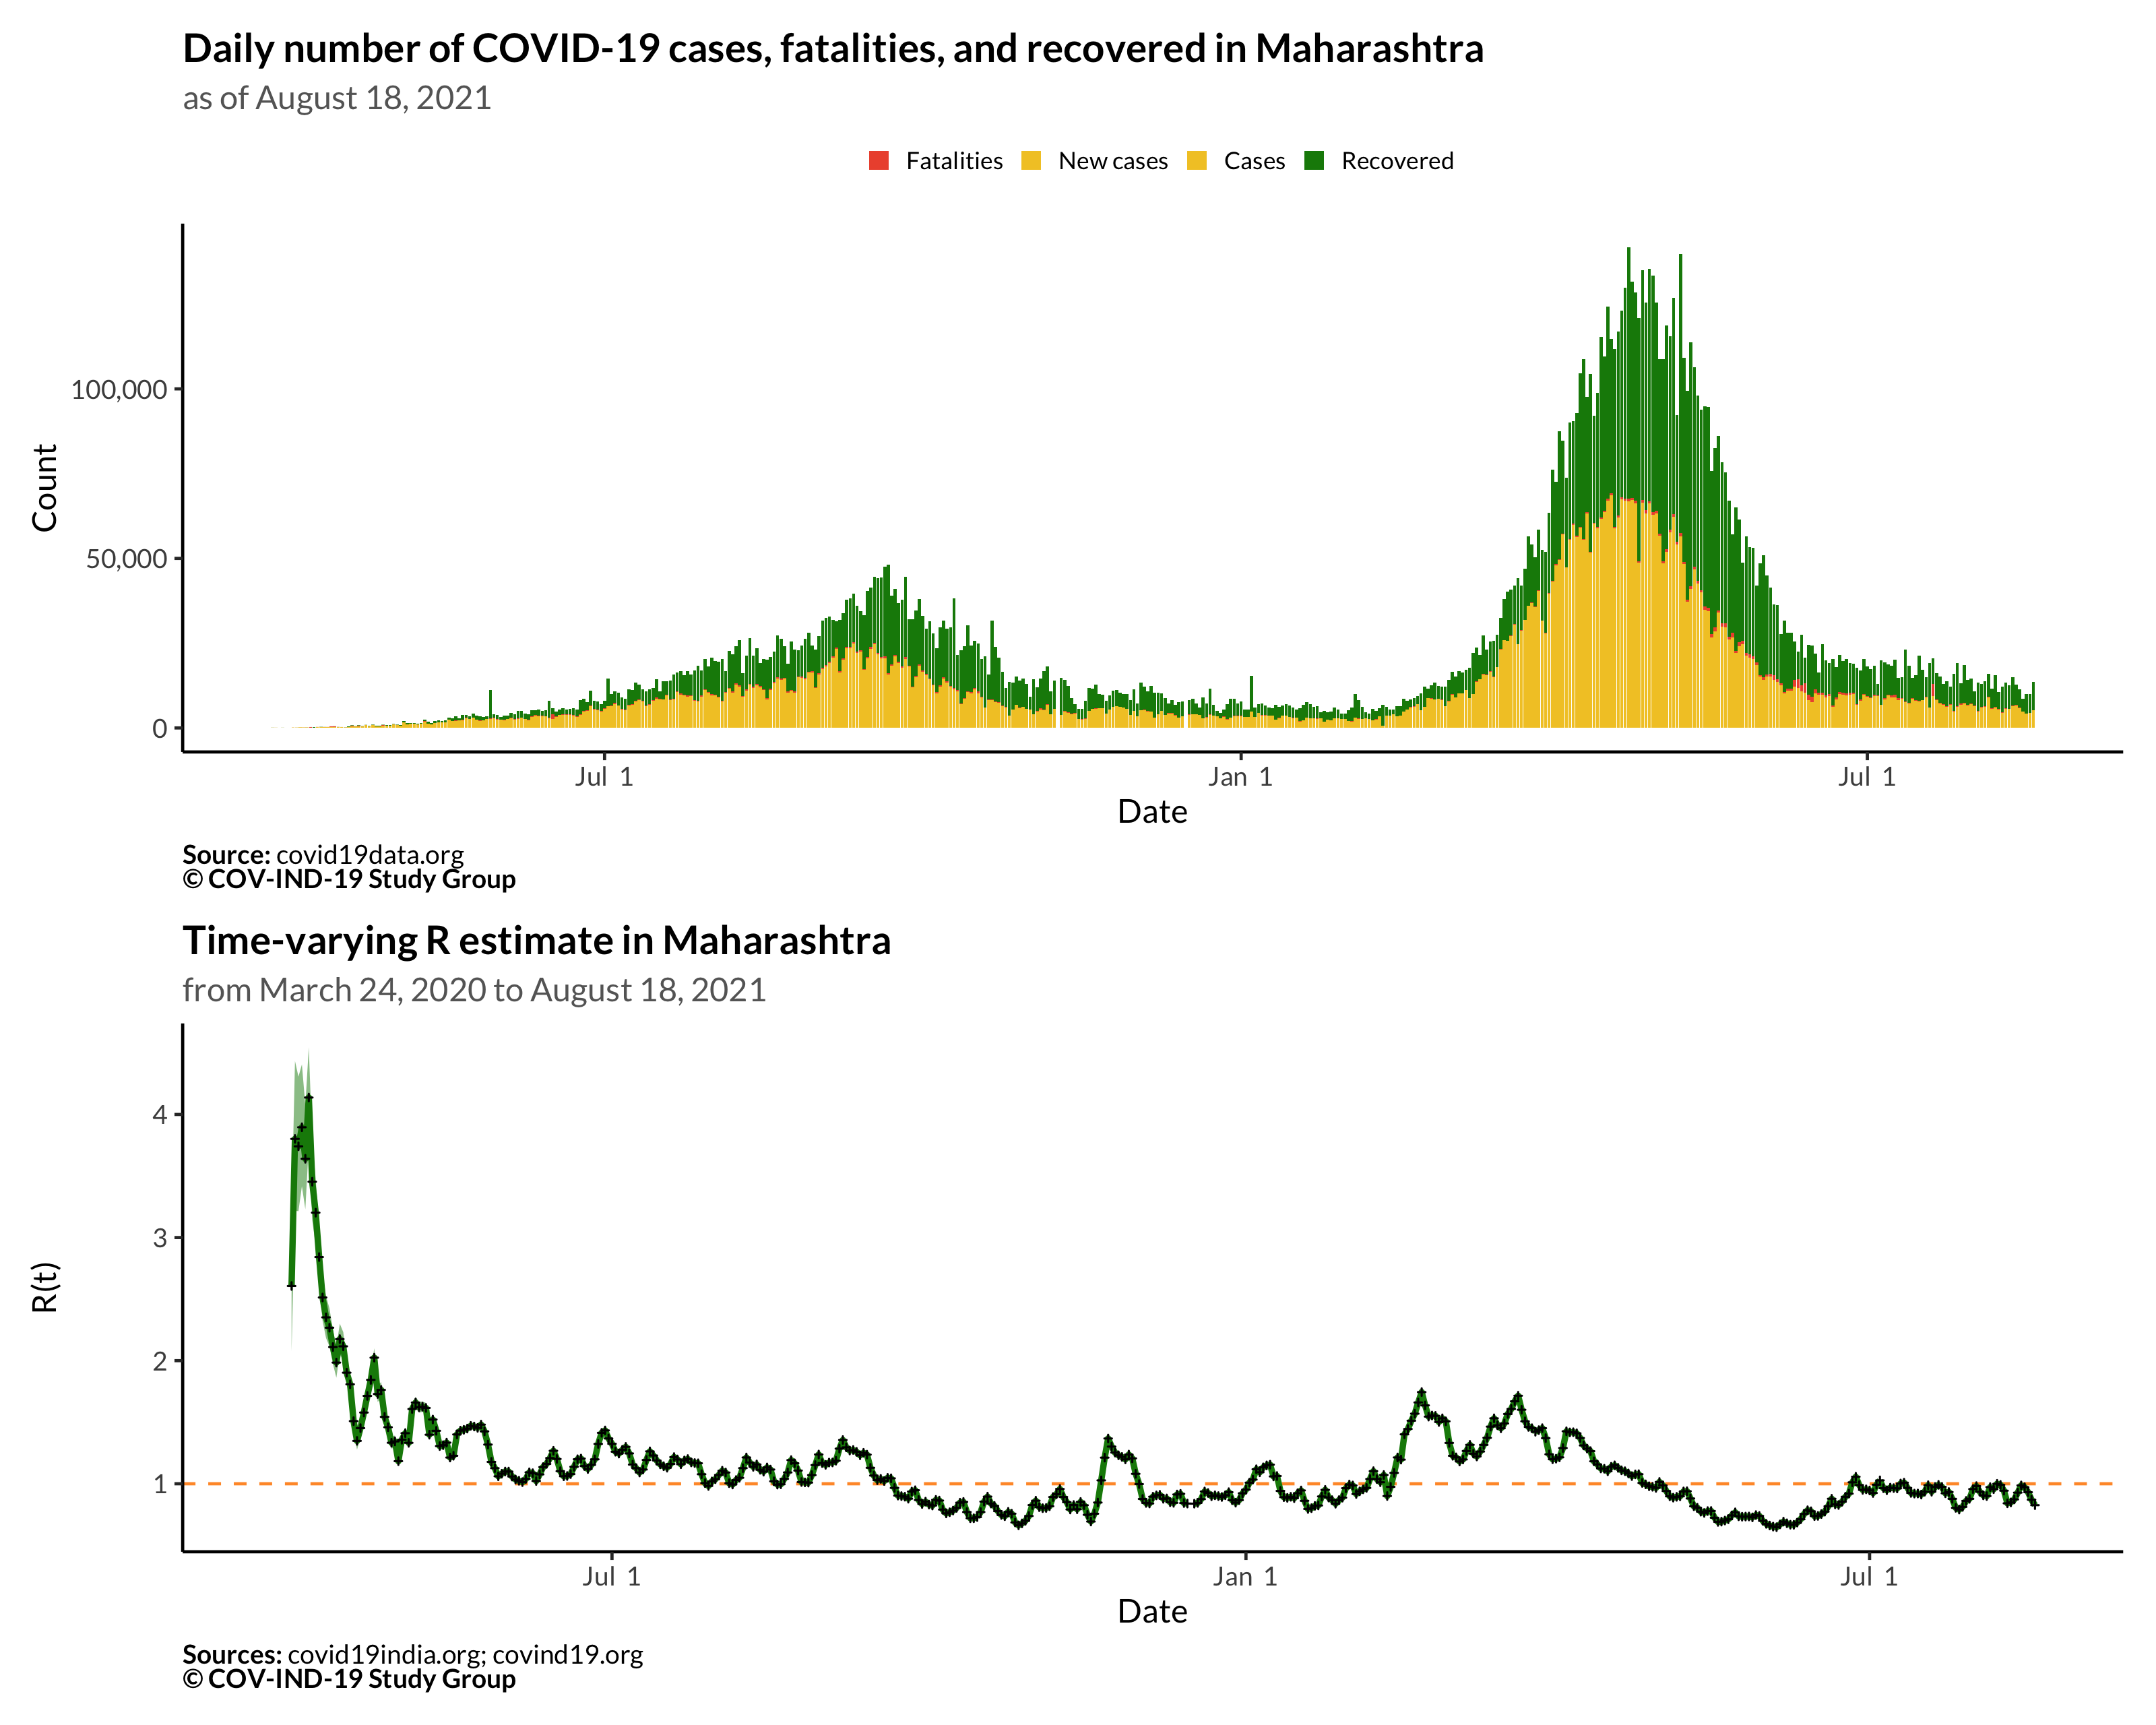 Daily number of COVID-19 cases, fatalities, and recovered in Maharashtra
as of August 18, 2021
Fatalities New cases Cases Recovered
Count
100,000
50,000
0
Jul 1 Jan 1 Jul 1
Date
Source: covid19data.org
© COV-IND-19 Study Group
Time-varying R estimate in Maharashtra
from March 24, 2020 to August 18, 2021
R(t)
4
3
2
1
Jul 1 Jan 1 Jul 1
Date
Sources: covid19india.org; covind19.org
© COV-IND-19 Study Group